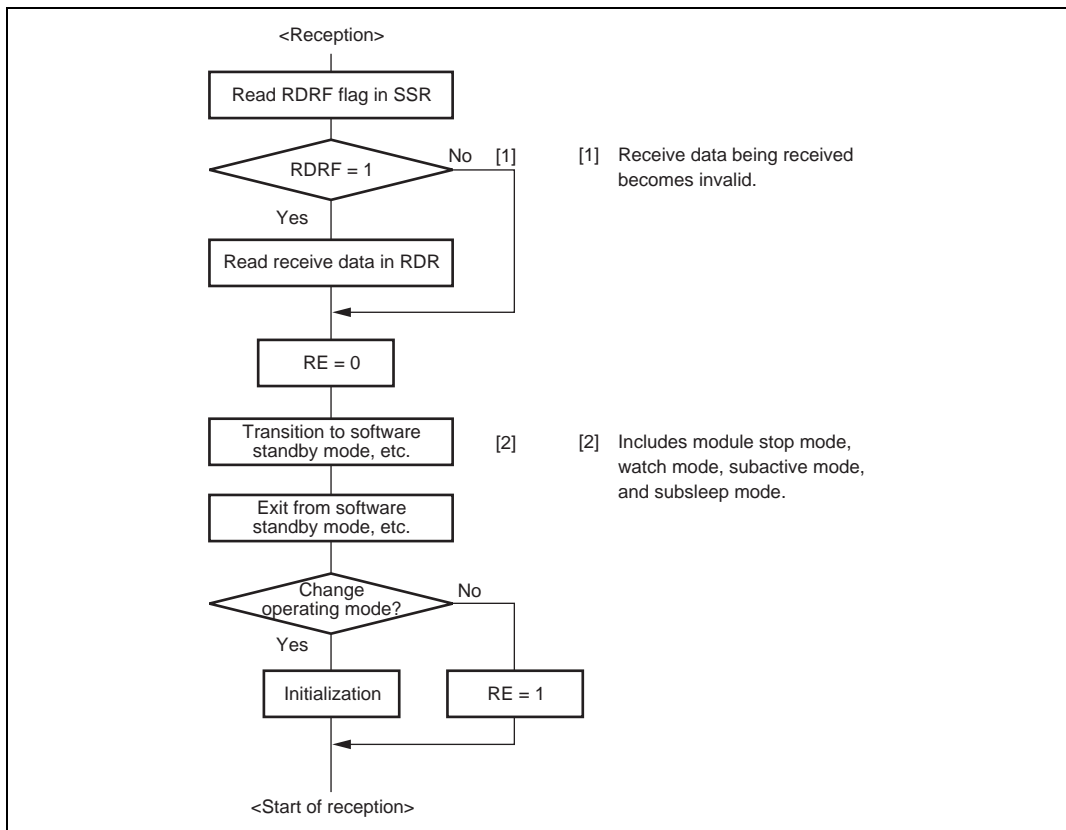 <Reception>
Read RDRF flag in SSR
RDRF = 1
No [1]
[1] Receive data being received
becomes invalid.
Yes
Read receive data in RDR
RE = 0
Transition to software
standby mode, etc.
[2]
[2] Includes module stop mode,
watch mode, subactive mode,
and subsleep mode.
Exit from software
standby mode, etc.
Change
operating mode?
No
Yes
Initialization
RE = 1
<Start of reception>